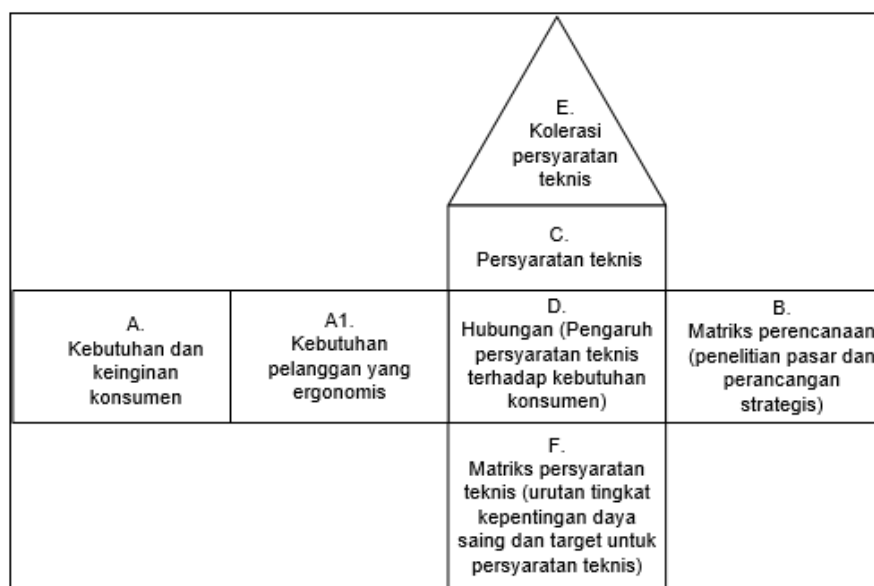 E.
Kolerasi
persyaratan
teknis
C.
Persyaratan teknis
A.
Kebutuhan dan
keinginan
konsumen
A1.
Kebutuhan
pelanggan yang
ergonomis
D.
Hubungan (Pengaruh
persyaratan teknis
terhadap kebutuhan
konsumen)
B.
Matriks perencanaan
(penelitian pasar dan
perancangan
strategis)
F.
Matriks persyaratan
teknis (urutan tingkat
kepentingan daya
saing dan target untuk
persyaratan teknis)